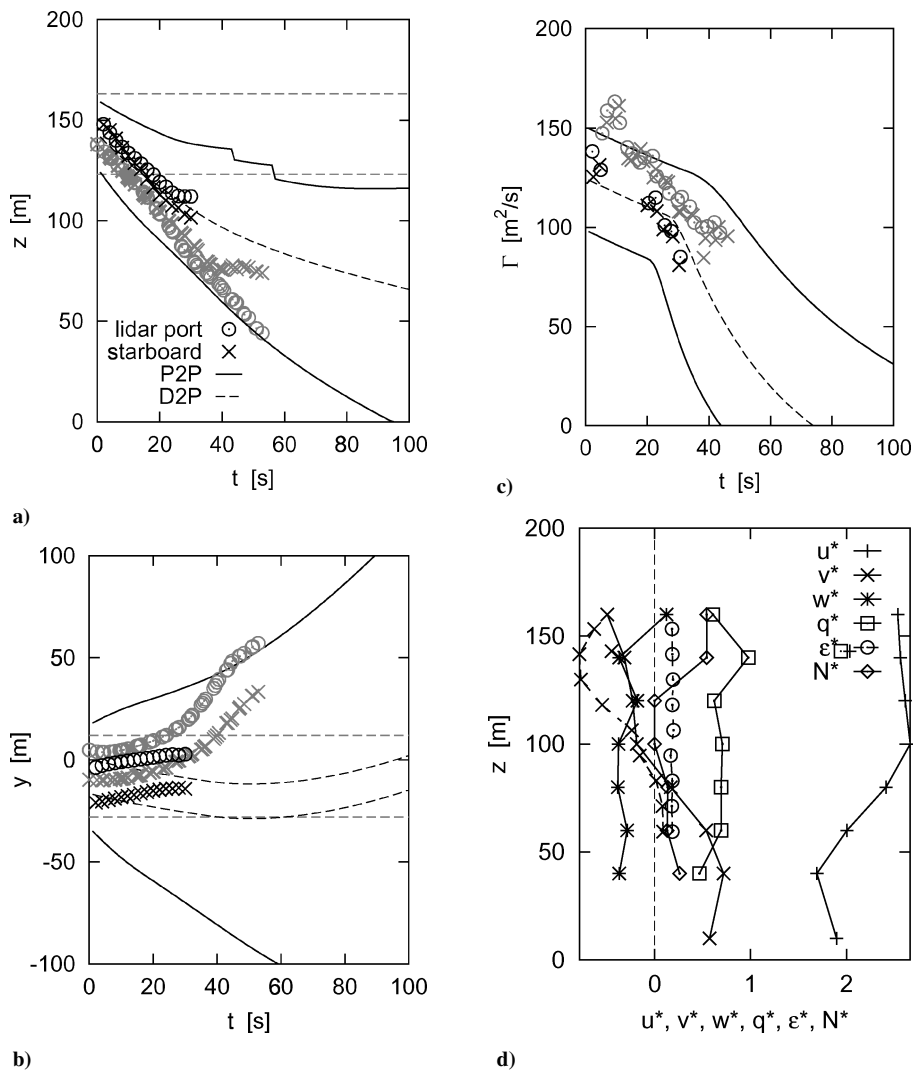 200
150
100
50
0
z [m]
lidar port
starboard
P2P
D2P
0 20 40 60 80 100
t [s]
a)
200
150
100
50
0
Γ [m²/s]
0 20 40 60 80 100
t [s]
c)
100
50
0
-50
-100
y [m]
0 20 40 60 80 100
t [s]
b)
200
150
100
50
0
z [m]
u*
v*
w*
q*
ε*
N*
0 1 2
u*, v*, w*, q*, ε*, N*
d)